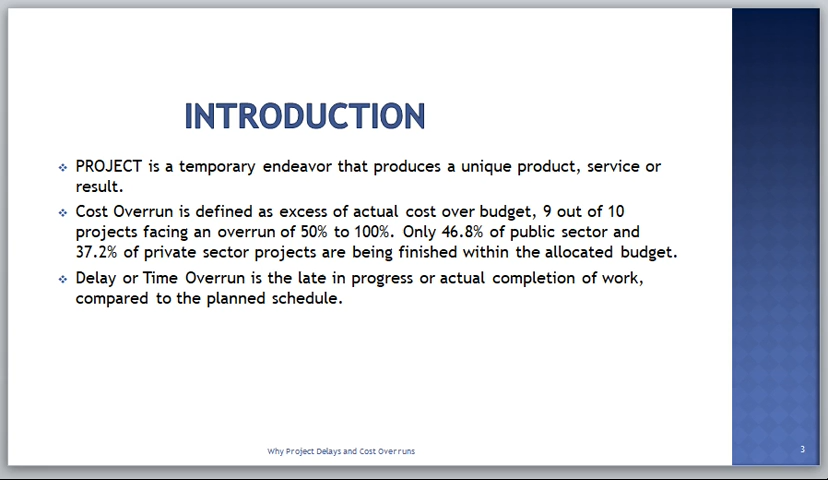 INTRODUCTION
PROJECT is a temporary endeavor that produces a unique product, service or
result.
Cost Overrun is defined as excess of actual cost over budget, 9 out of 10
projects facing an overrun of 50% to 100%. Only 46.8% of public sector and
37.2% of private sector projects are being finished within the allocated budget.
Delay or Time Overrun is the late in progress or actual completion of work,
compared to the planned schedule.
Why Project Delays and Cost Overruns
3